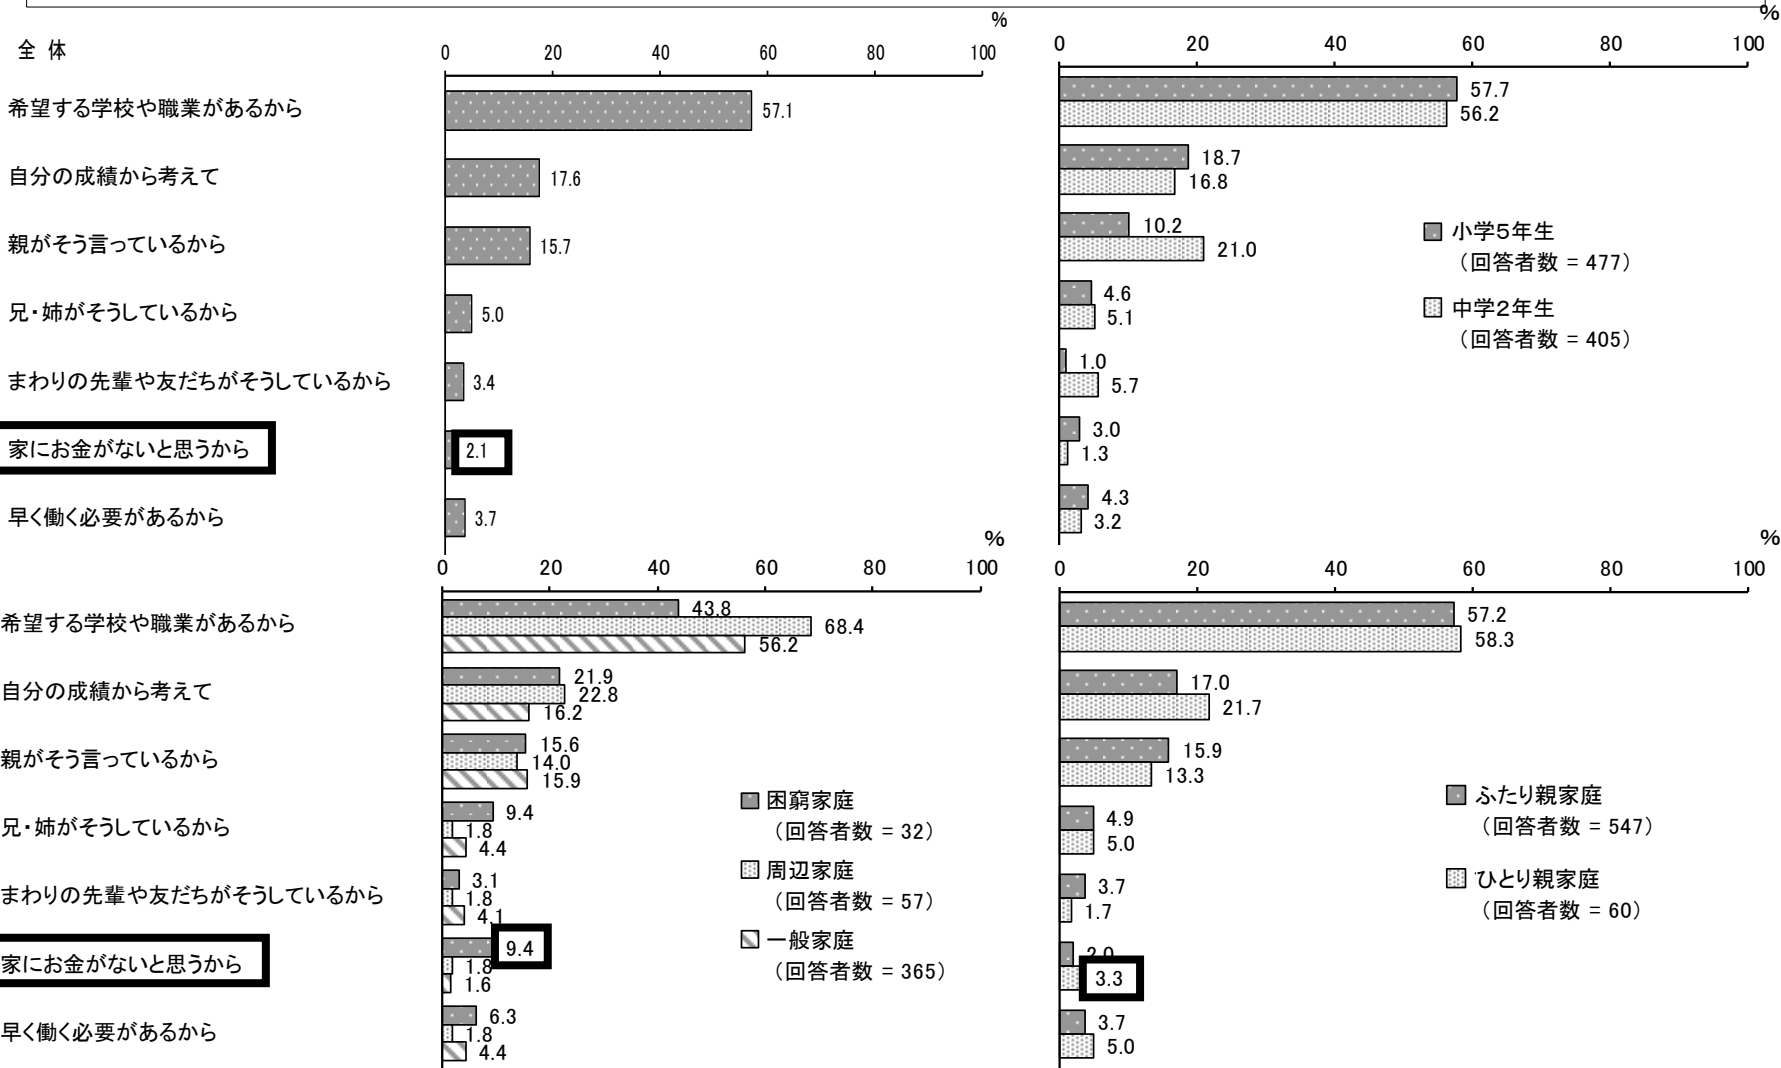 %
%
全 体
0 20 40 60 80 100
0 20 40 60 80 100
希望する学校や職業があるから
57.1
57.7
56.2
自分の成績から考えて
17.6
18.7
16.8
親がそう言っているから
15.7
10.2
21.0
小学5年生
（回答者数 = 477）
兄・姉がそうしているから
5.0
4.6
5.1
中学2年生
（回答者数 = 405）
まわりの先輩や友だちがそうしているから
3.4
1.0
5.7
家にお金がないと思うから
2.1
3.0
1.3
早く働く必要があるから
3.7
4.3
3.2
%
%
0 20 40 60 80 100
0 20 40 60 80 100
希望する学校や職業があるから
43.8
68.4
56.2
57.2
58.3
自分の成績から考えて
21.9
22.8
16.2
17.0
21.7
親がそう言っているから
15.6
14.0
15.9
15.9
13.3
困窮家庭
（回答者数 = 32）
ふたり親家庭
（回答者数 = 547）
兄・姉がそうしているから
9.4
1.8
4.4
4.9
5.0
周辺家庭
（回答者数 = 57）
ひとり親家庭
（回答者数 = 60）
まわりの先輩や友だちがそうしているから
3.1
1.8
4.1
3.7
1.7
一般家庭
（回答者数 = 365）
家にお金がないと思うから
9.4
1.8
1.6
2.0
3.3
早く働く必要があるから
6.3
1.8
4.4
3.7
5.0